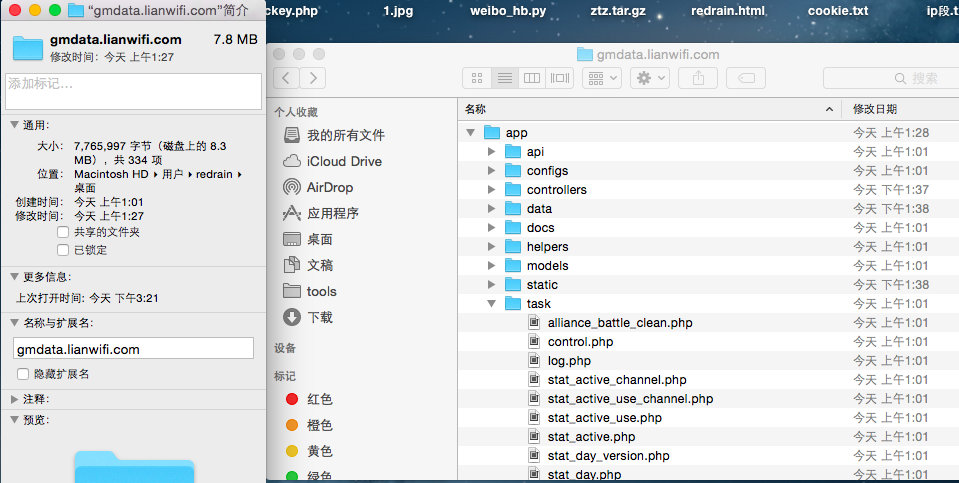 ckey.php
1.jpg
weibo_hb.py
ztz.tar.gz
redrain.html
cookie.txt
ip段.t
“gmdata.lianwifi.com”简介
gmdata.lianwifi.com 7.8 MB
修改时间：今天 上午1:27
添加标记…
通用：
大小： 7,765,997 字节（磁盘上的 8.3
MB），共 334 项
位置： Macintosh HD ▸ 用户 ▸ redrain ▸
桌面
创建时间： 今天 上午1:01
修改时间： 今天 上午1:27
共享的文件夹
已锁定
更多信息：
上次打开时间: 今天 下午3:21
名称与扩展名：
gmdata.lianwifi.com
隐藏扩展名
注释：
预览：
gmdata.lianwifi.com
搜索
个人收藏
我的所有文件
iCloud Drive
AirDrop
应用程序
桌面
文稿
tools
下载
设备
标记
红色
橙色
黄色
绿色
名称 修改日期
app 今天 上午1:28
api 今天 上午1:01
configs 今天 上午1:01
controllers 今天 下午1:37
data 今天 下午1:38
docs 今天 上午1:01
helpers 今天 上午1:01
models 今天 上午1:01
static 今天 下午1:38
task 今天 上午1:01
alliance_battle_clean.php 今天 上午1:01
control.php 今天 上午1:01
log.php 今天 上午1:01
stat_active_channel.php 今天 上午1:01
stat_active_use_channel.php 今天 上午1:01
stat_active_use.php 今天 上午1:01
stat_active.php 今天 上午1:01
stat_day_version.php 今天 上午1:01
stat_day.php 今天 上午1:01